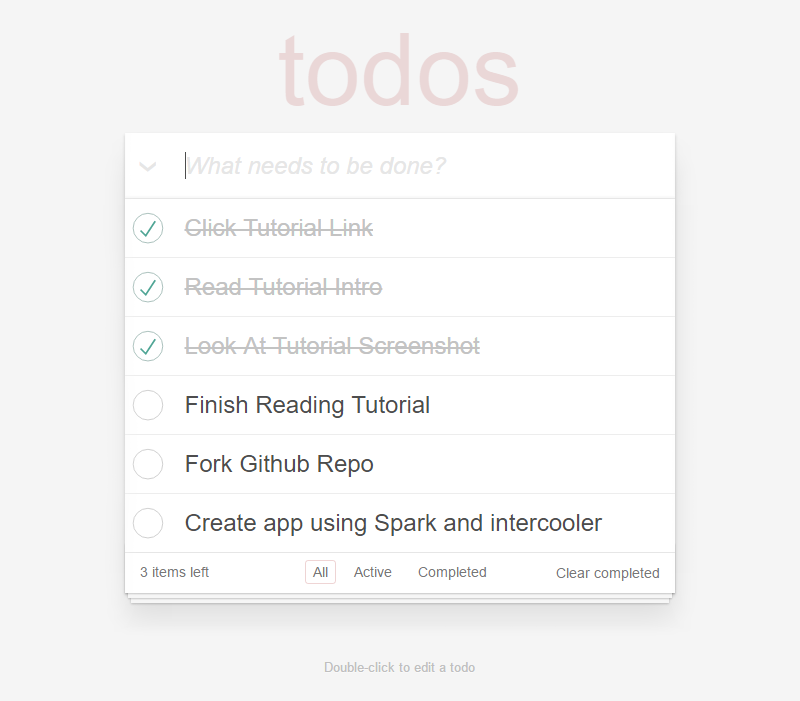 todos
What needs to be done?
Click Tutorial Link
Read Tutorial Intro
Look At Tutorial Screenshot
Finish Reading Tutorial
Fork Github Repo
Create app using Spark and intercooler
3 items left All Active Completed Clear completed
Double-click to edit a todo